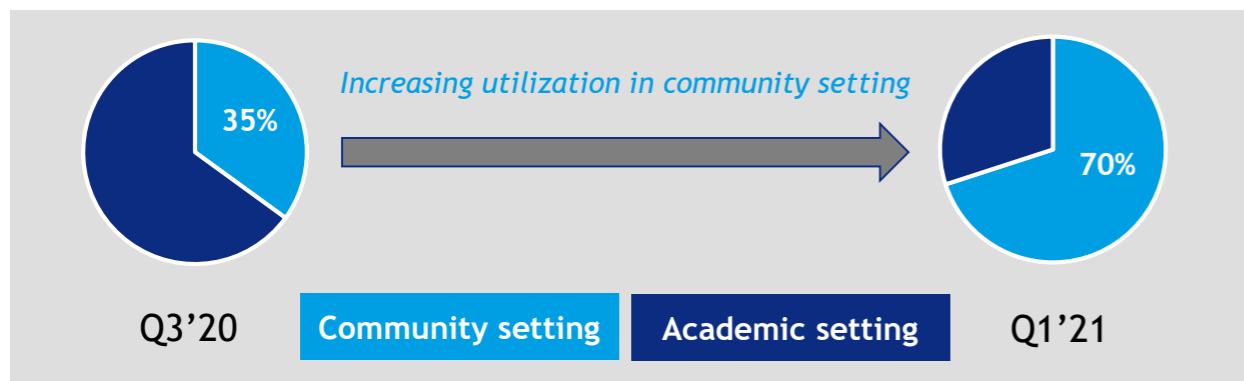 Increasing utilization in community setting
35%
70%
Q3’20
Community setting
Academic setting
Q1’21